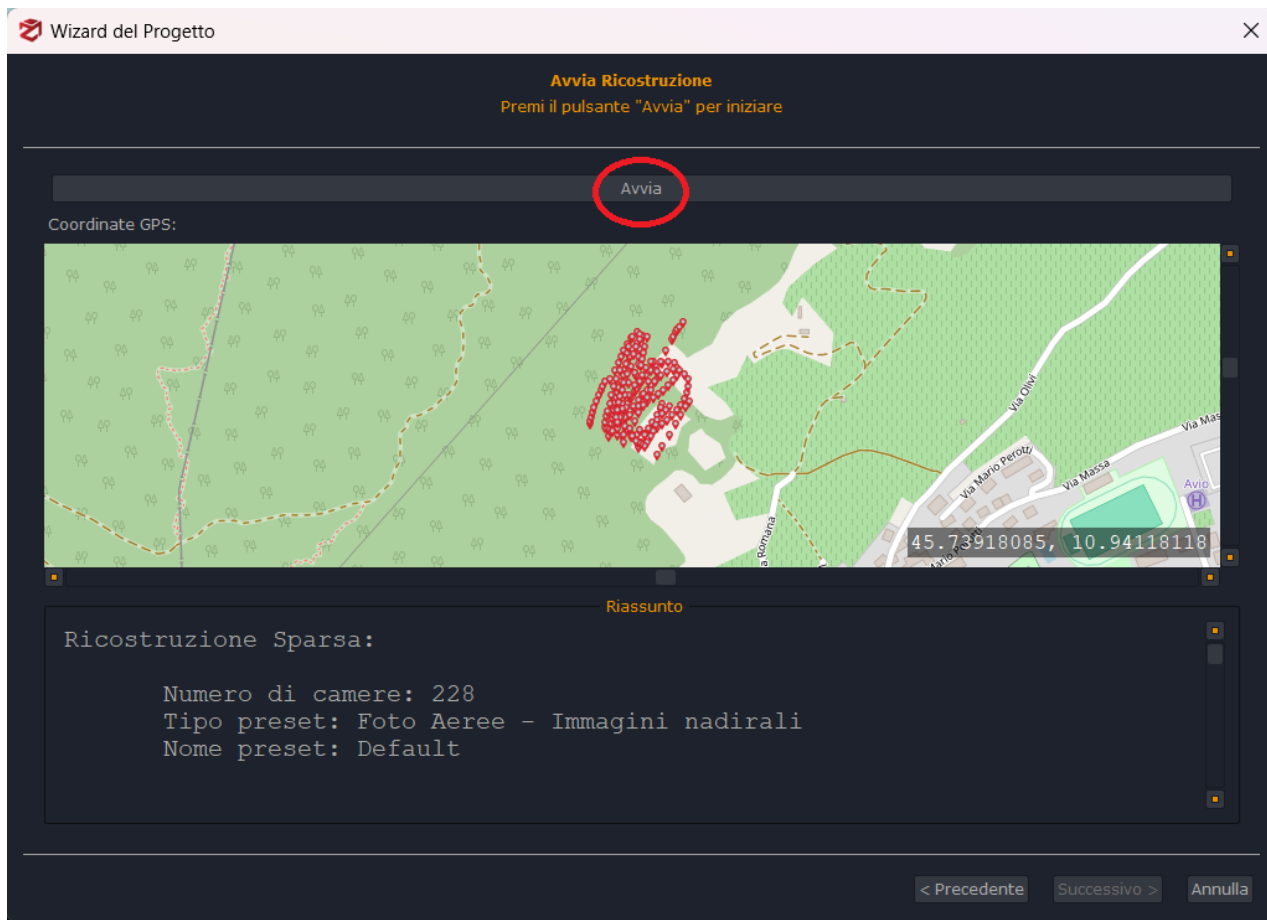 Wizard del Progetto
Avvia Ricostruzione
Premi il pulsante "Avvia" per iniziare
Avvia
Coordinate GPS:
Via Olivi
Via Mas
Via Mario Perotti
Via Massa
Avio
H
a Romana
45.73918085, 10.94118118
Riassunto
Ricostruzione Sparsa:
Numero di camere: 228
Tipo preset: Foto Aeree - Immagini nadirali
Nome preset: Default
< Precedente
Successivo >
Annulla